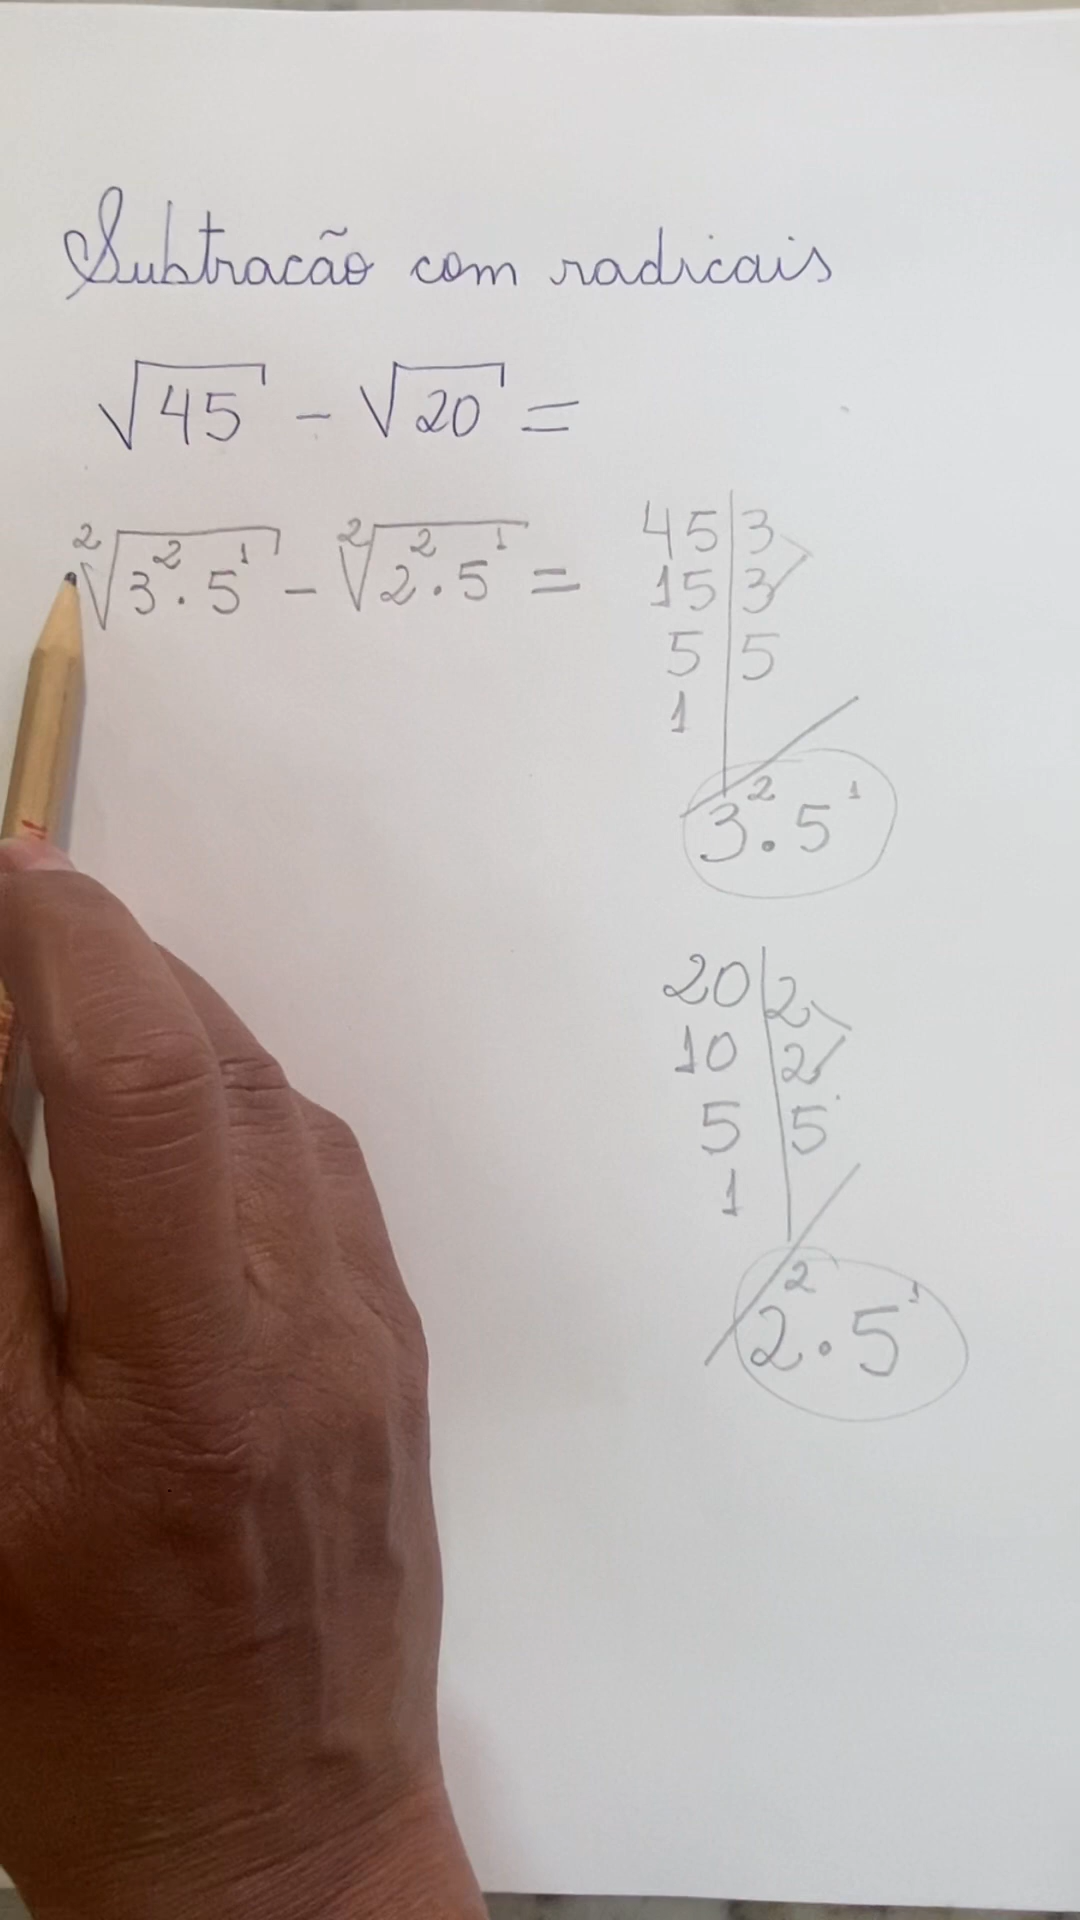 Subtracão com radicais
√45 - √20 =
²√3² . 5¹ - ²√2² . 5¹ =
45|3
15|3
5|5
1
3² . 5¹
20|2
10|2
5|5
1
2² . 5¹